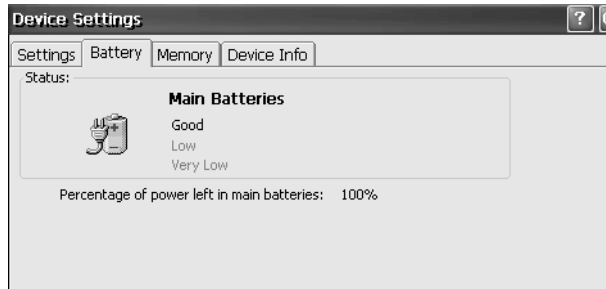 Device Settings ?
Settings Battery Memory Device Info
Status:
Main Batteries
Good
Low
Very Low
Percentage of power left in main batteries: 100%